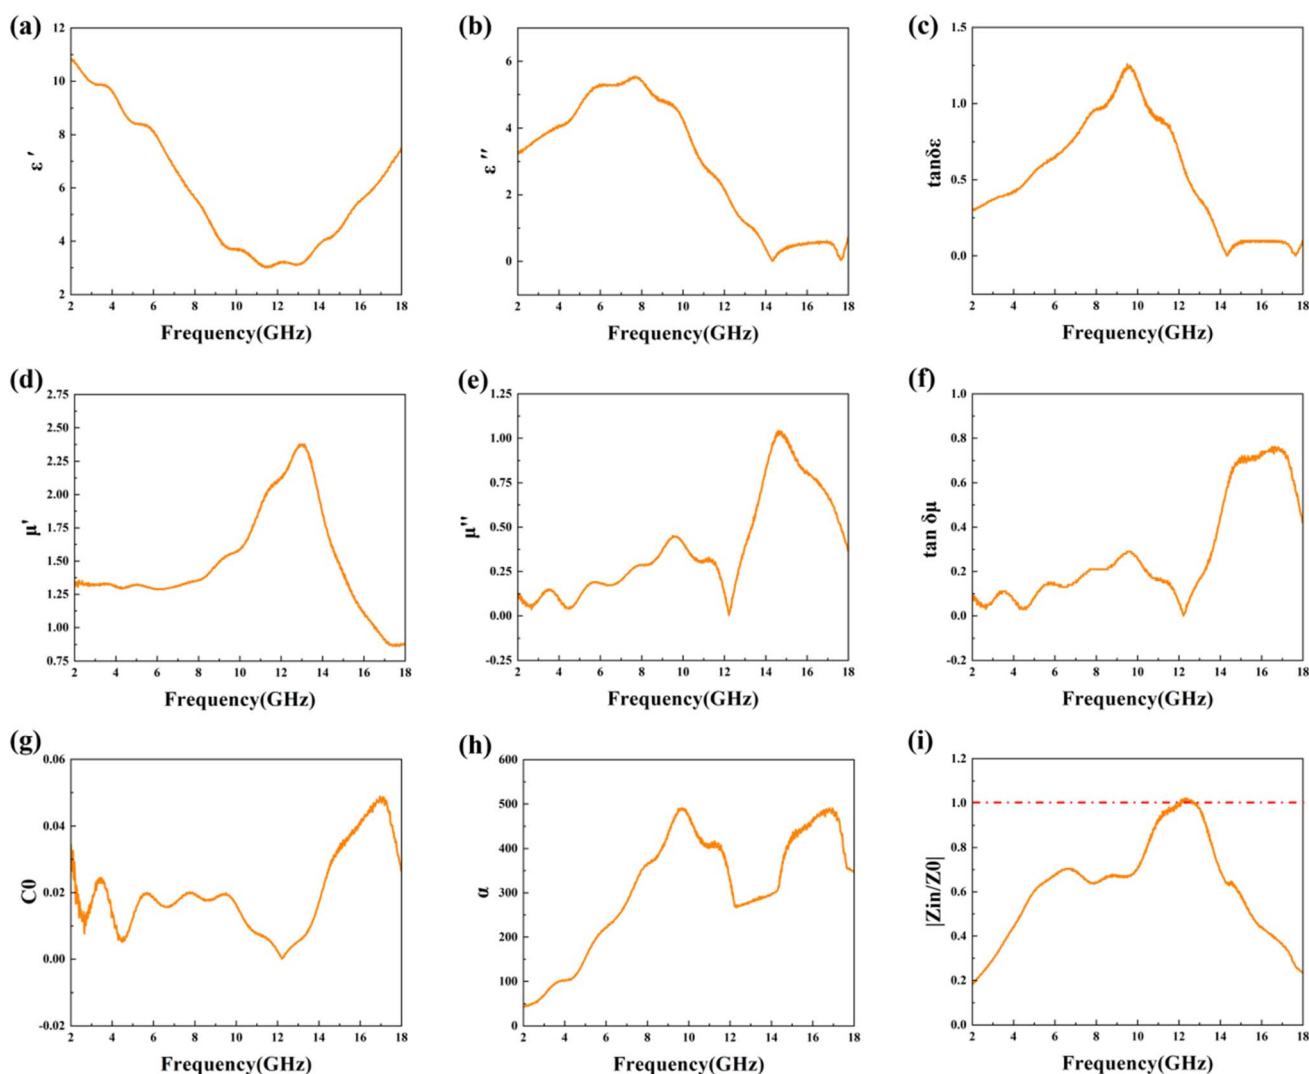 (a)
12
10
8
6
4
2
ε′
2 4 6 8 10 12 14 16 18
Frequency(GHz)
(b)
6
4
2
0
ε″
2 4 6 8 10 12 14 16 18
Frequency(GHz)
(c)
1.5
1.0
0.5
0.0
tanδε
2 4 6 8 10 12 14 16 18
Frequency(GHz)
(d)
2.75
2.50
2.25
2.00
1.75
1.50
1.25
1.00
0.75
μ'
2 4 6 8 10 12 14 16 18
Frequency(GHz)
(e)
1.25
1.00
0.75
0.50
0.25
0.00
-0.25
μ''
2 4 6 8 10 12 14 16 18
Frequency(GHz)
(f)
1.0
0.8
0.6
0.4
0.2
0.0
-0.2
tan δμ
2 4 6 8 10 12 14 16 18
Frequency(GHz)
(g)
0.06
0.04
0.02
0.00
-0.02
C0
2 4 6 8 10 12 14 16 18
Frequency(GHz)
(h)
600
500
400
300
200
100
0
α
2 4 6 8 10 12 14 16 18
Frequency(GHz)
(i)
1.2
1.0
0.8
0.6
0.4
0.2
0.0
|Zin/Z0|
2 4 6 8 10 12 14 16 18
Frequency(GHz)